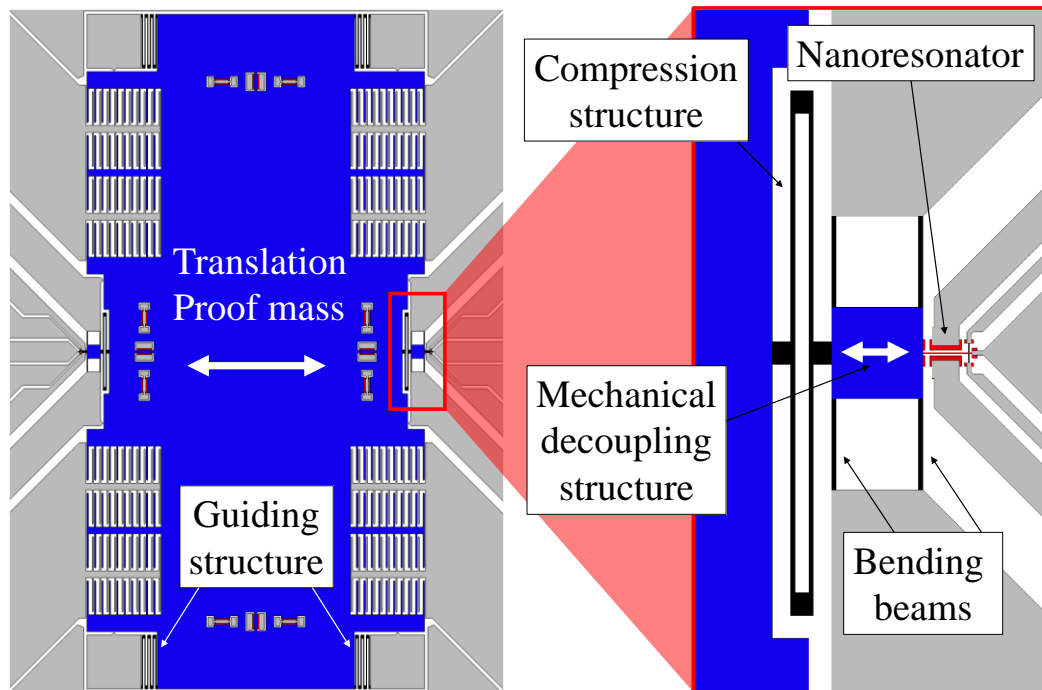 Translation
Proof mass
Guiding
structure
Compression
structure
Nanoresonator
Mechanical
decoupling
structure
Bending
beams